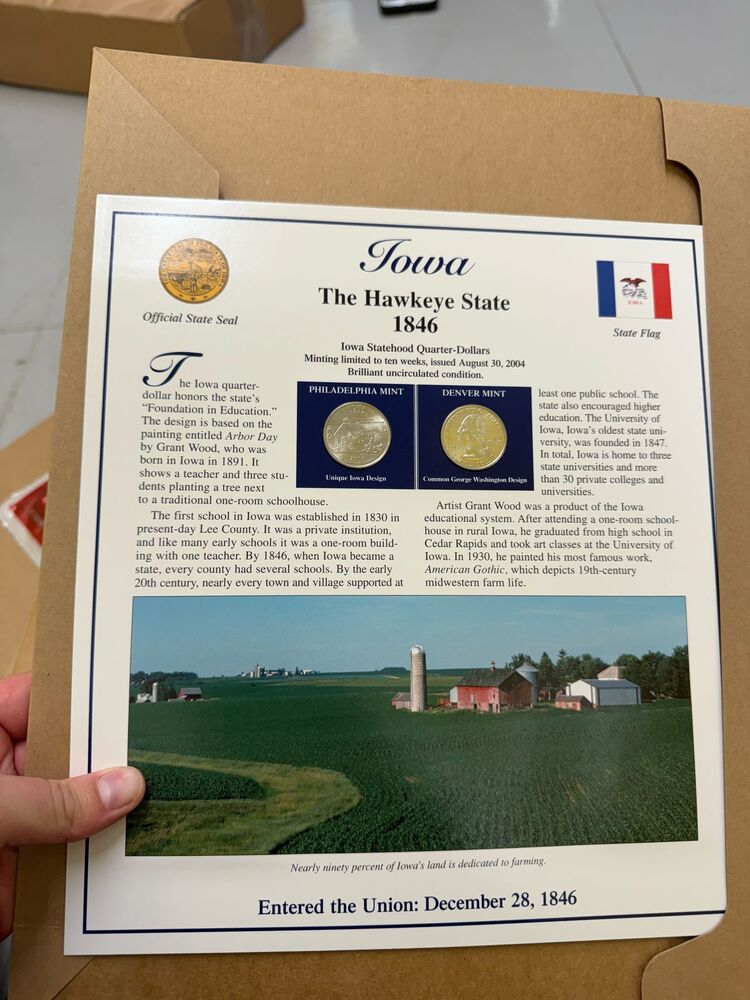 Iowa
The Hawkeye State
1846
Official State Seal
IOWA
State Flag
Iowa Statehood Quarter-Dollars
Minting limited to ten weeks, issued August 30, 2004
Brilliant uncirculated condition.
The Iowa quarter-
dollar honors the state's
“Foundation in Education.”
The design is based on the
painting entitled Arbor Day
by Grant Wood, who was
born in Iowa in 1891. It
shows a teacher and three stu-
dents planting a tree next
to a traditional one-room schoolhouse.
The first school in Iowa was established in 1830 in
present-day Lee County. It was a private institution,
and like many early schools it was a one-room build-
ing with one teacher. By 1846, when Iowa became a
state, every county had several schools. By the early
20th century, nearly every town and village supported at
PHILADELPHIA MINT
Unique Iowa Design
DENVER MINT
Common George Washington Design
least one public school. The
state also encouraged higher
education. The University of
Iowa, Iowa's oldest state uni-
versity, was founded in 1847.
In total, Iowa is home to three
state universities and more
than 30 private colleges and
universities.
Artist Grant Wood was a product of the Iowa
educational system. After attending a one-room school-
house in rural Iowa, he graduated from high school in
Cedar Rapids and took art classes at the University of
Iowa. In 1930, he painted his most famous work,
American Gothic, which depicts 19th-century
midwestern farm life.
Nearly ninety percent of Iowa's land is dedicated to farming.
Entered the Union: December 28, 1846